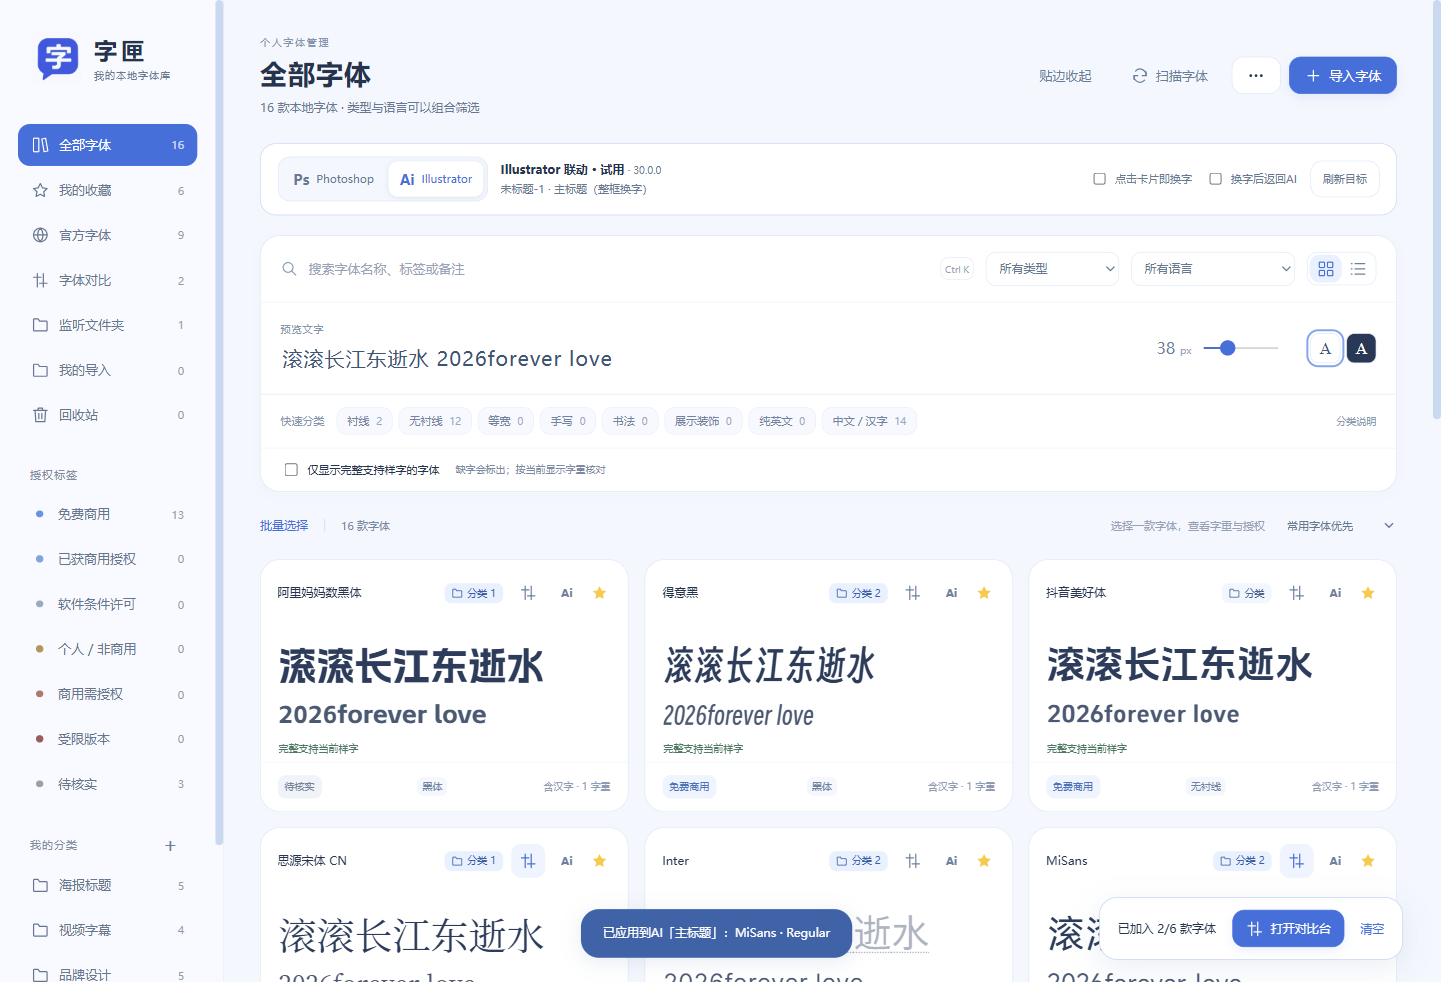 字
字匣
我的本地字体库
全部字体 16
我的收藏 6
官方字体 9
字体对比 2
监听文件夹 1
我的导入 0
回收站 0
授权标签
免费商用 13
已获商用授权 0
软件条件许可 0
个人 / 非商用 0
商用需授权 0
受限版本 0
待核实 3
我的分类 +
海报标题 5
视频字幕 4
品牌设计 5
个人字体管理
全部字体
16 款本地字体 · 类型与语言可以组合筛选
贴边收起 扫描字体 ··· + 导入字体
Ps Photoshop Ai Illustrator
Illustrator 联动 • 试用 · 30.0.0
未标题-1 · 主标题（整框换字）
点击卡片即换字 换字后返回AI 刷新目标
搜索字体名称、标签或备注 Ctrl K 所有类型 所有语言
预览文字
滚滚长江东逝水 2026forever love
38 px A A
快速分类 衬线 2 无衬线 12 等宽 0 手写 0 书法 0 展示装饰 0 纯英文 0 中文 / 汉字 14 分类说明
仅显示完整支持样字的字体 缺字会标出；按当前显示字重核对
批量选择 16 款字体 选择一款字体，查看字重与授权 常用字体优先
阿里妈妈数黑体 分类 1 Ai
滚滚长江东逝水
2026forever love
完整支持当前样字
待核实 黑体 含汉字 · 1 字重
得意黑 分类 2 Ai
滚滚长江东逝水
2026forever love
完整支持当前样字
免费商用 黑体 含汉字 · 1 字重
抖音美好体 分类 Ai
滚滚长江东逝水
2026forever love
完整支持当前样字
免费商用 无衬线 含汉字 · 1 字重
思源宋体 CN 分类 1 Ai
滚滚长江东逝水
2026forever love
Inter 分类 2 Ai
逝水
2026forever love
MiSans 分类 2 Ai
滚
2026forever love
已应用到AI「主标题」：MiSans · Regular
已加入 2/6 款字体 打开对比台 清空